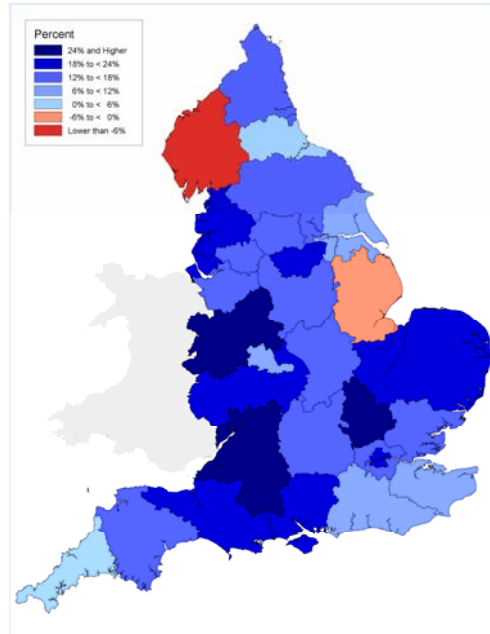 Percent
24% and Higher
18% to < 24%
12% to < 18%
6% to < 12%
0% to < 6%
-6% to < 0%
Lower than -6%